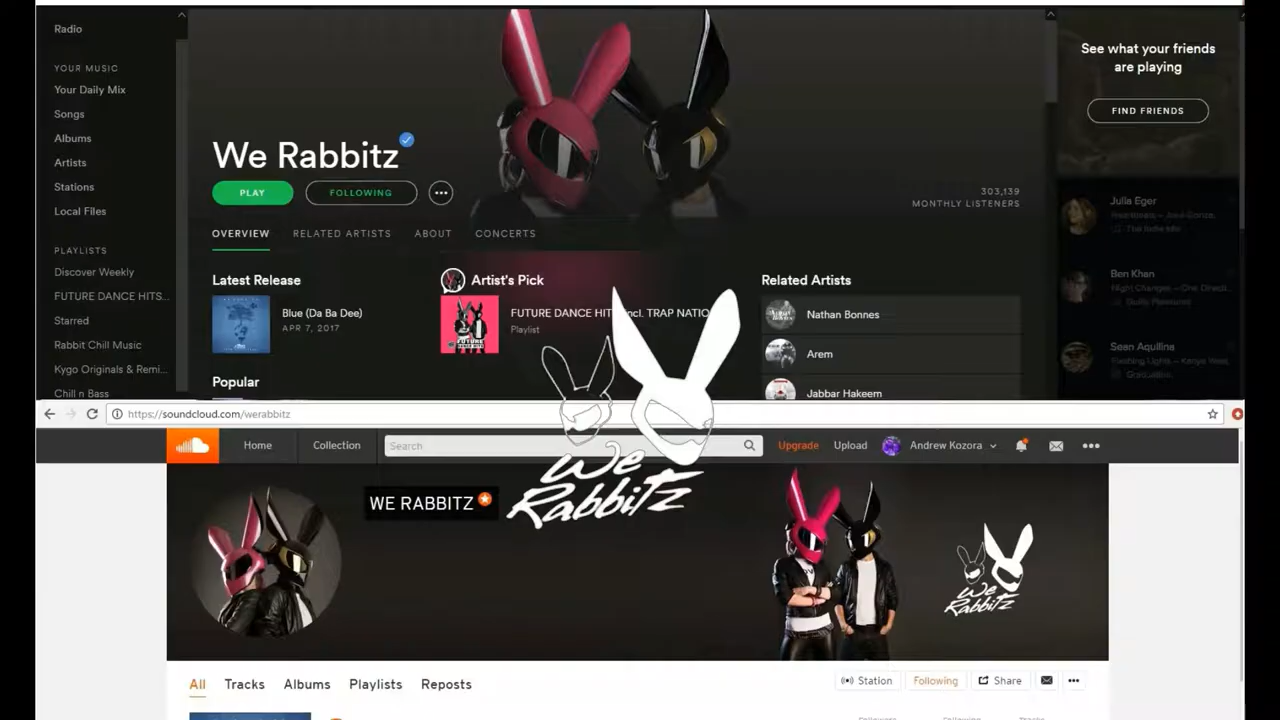 Radio
YOUR MUSIC
Your Daily Mix
Songs
Albums
Artists
Stations
Local Files
PLAYLISTS
Discover Weekly
FUTURE DANCE HITS...
Starred
Rabbit Chill Music
Kygo Originals & Remi...
Chill n Bass
We Rabbitz
PLAY
FOLLOWING
303,139
MONTHLY LISTENERS
OVERVIEW
RELATED ARTISTS
ABOUT
CONCERTS
Latest Release
Blue (Da Ba Dee)
APR 7, 2017
Artist's Pick
FUTURE DANCE HIT
ncl. TRAP NATIO
Playlist
Related Artists
Nathan Bonnes
Arem
Jabbar Hakeem
Popular
See what your friends
are playing
FIND FRIENDS
Julia Eger
The Indie Mix
Ben Khan
Sean Aquilina
We
Rabbitz
https://soundcloud.com/werabbitz
Home
Collection
Search
Upgrade
Upload
Andrew Kozora
WE RABBITZ
We
Rabbitz
All
Tracks
Albums
Playlists
Reposts
Station
Following
Share